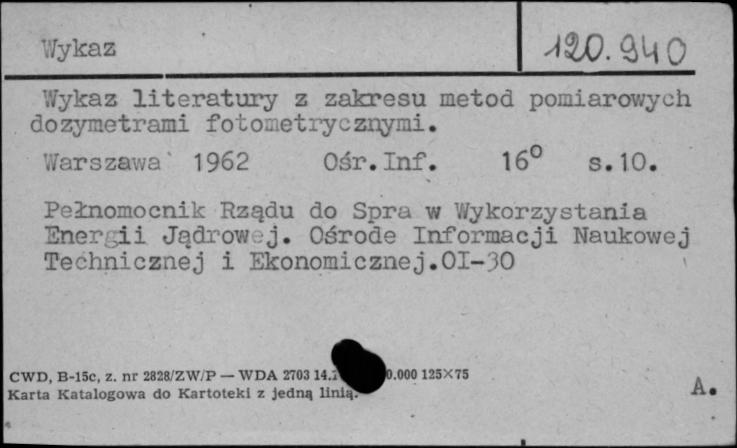 Wykaz
120.940
Wykaz literatury z zakresu metod pomiarowych
dozymetrami fotometrycznymi.
Warszawa 1962 Ośr.Inf. 16° s.10.
Pełnomocnik Rządu do Spra w Wykorzystania
Energii Jądrowej. Ośrode Informacji Naukowej
Technicznej i Ekonomicznej.OI-30
CWD, B-15c, z. nr 2828/ZW/P — WDA 2703 0.000 125×75
Karta Katalogowa do Kartoteki z jedną linią.
A.